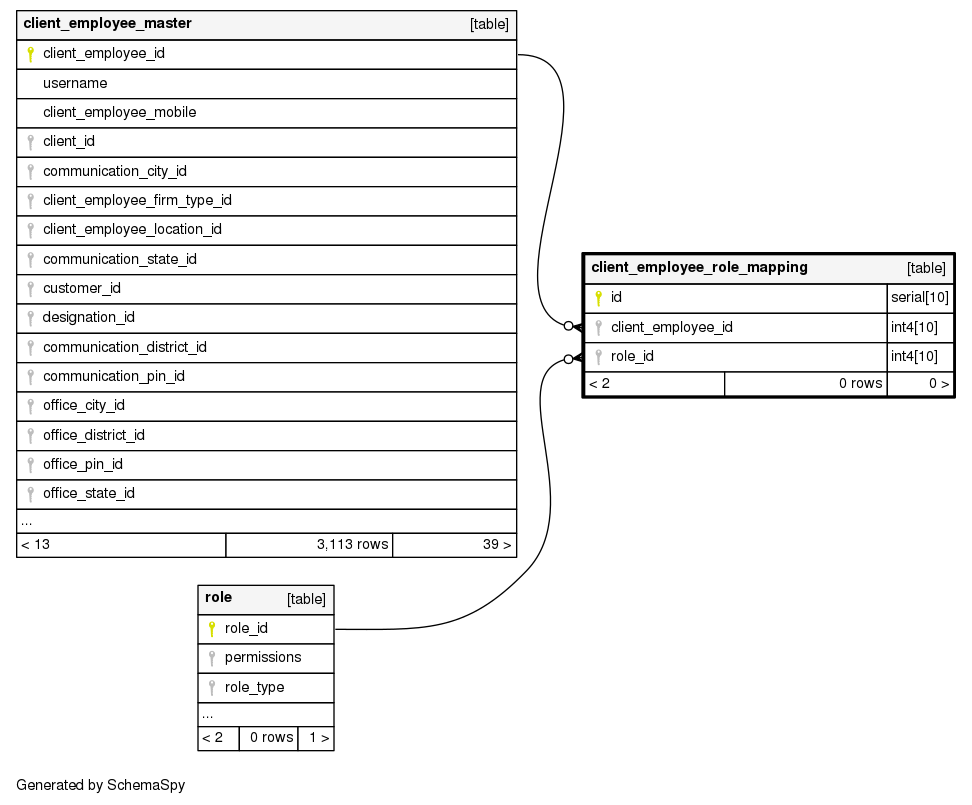 client_employee_master [table]
client_employee_id
username
client_employee_mobile
client_id
communication_city_id
client_employee_firm_type_id
client_employee_location_id
communication_state_id
customer_id
designation_id
communication_district_id
communication_pin_id
office_city_id
office_district_id
office_pin_id
office_state_id
...
< 13 3,113 rows 39 >
client_employee_role_mapping [table]
id serial[10]
client_employee_id int4[10]
role_id int4[10]
< 2 0 rows 0 >
role [table]
role_id
permissions
role_type
...
< 2 0 rows 1 >
Generated by SchemaSpy